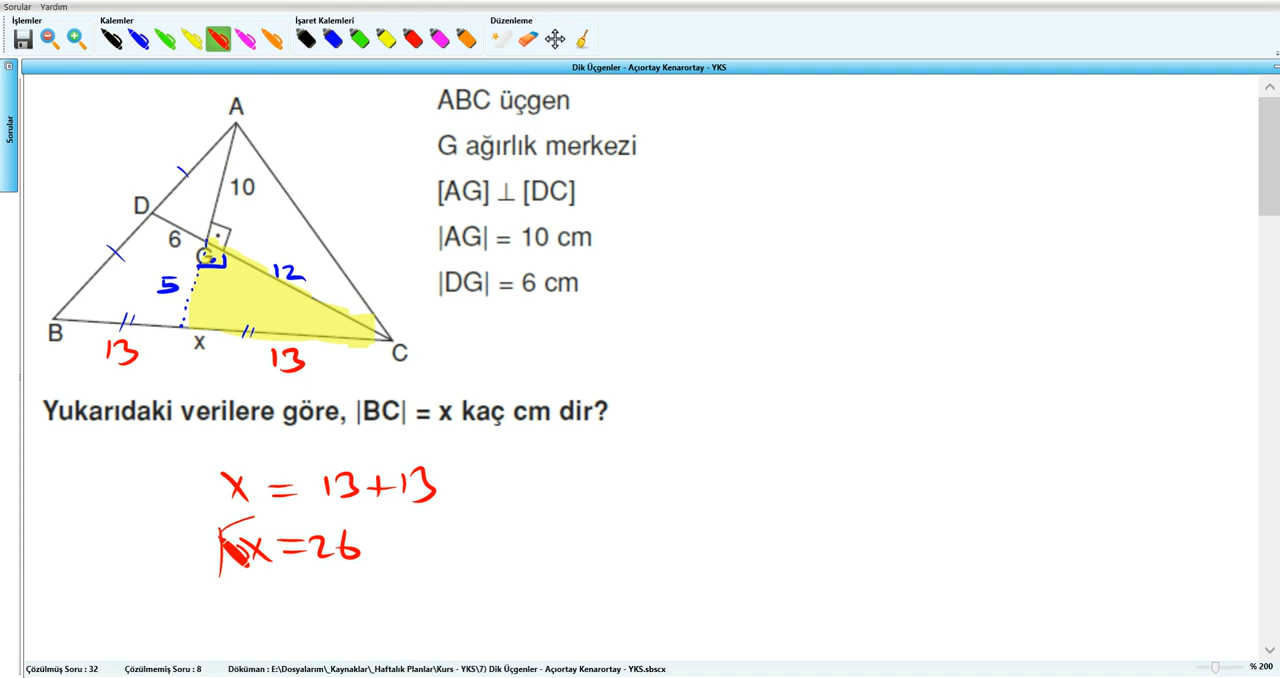 Sorular Yardım
İşlemler Kalemler İşaret Kalemleri Düzenleme
Dik Üçgenler - Açıortay Kenarortay - YKS
Sorular
A
10
D
6
G
12
5
B
x
C
13
13
ABC üçgen
G ağırlık merkezi
[AG] ⊥ [DC]
|AG| = 10 cm
|DG| = 6 cm
Yukarıdaki verilere göre, |BC| = x kaç cm dir?
x = 13+13
x = 26
Çözülmüş Soru : 32 Çözülmemiş Soru : 8 Döküman : E:\Dosyalarım\_Kaynaklar\_Haftalık Planlar\Kurs - YKS\7) Dik Üçgenler - Açıortay Kenarortay - YKS.sbscx % 200